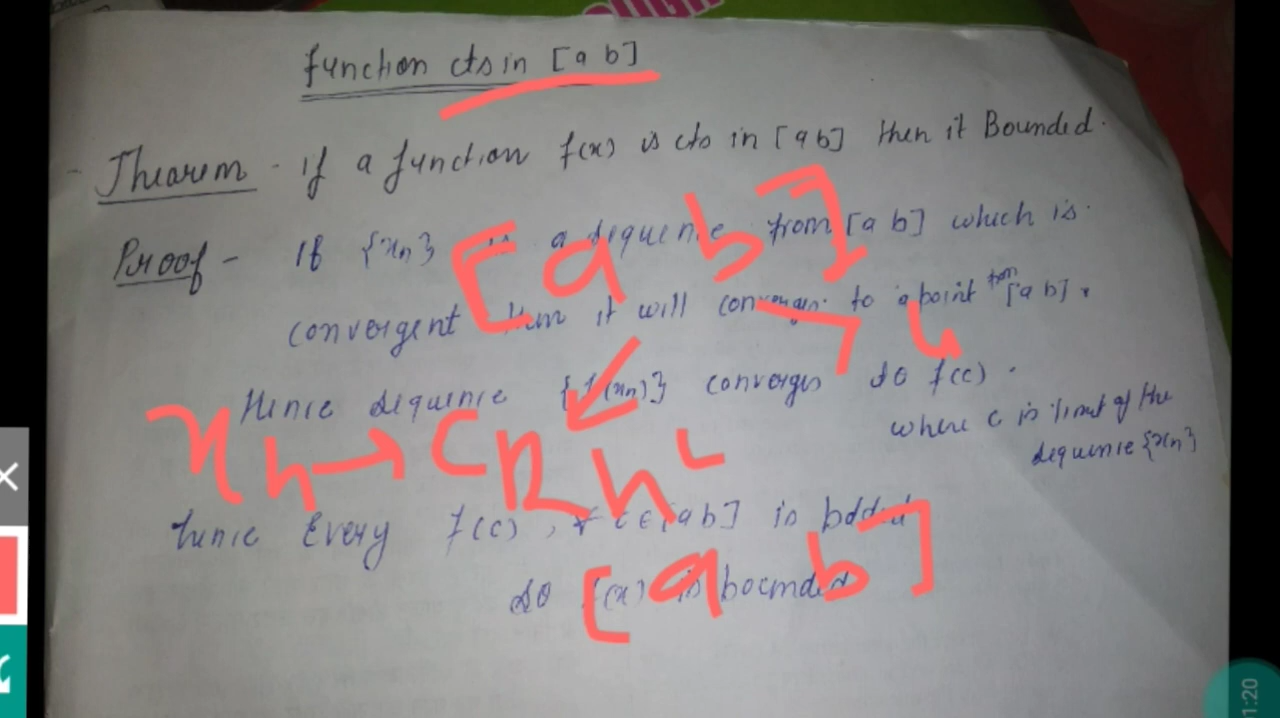 function cts in [a b]
Theorem - if a function f(x) is cts in [a b] then it Bounded.
Proof - If {xn} is a sequence from [a b] which is
convergent then it will converges to a point from [a b].
Hence sequence {f(xn)} converges to f(c).
where c is limit of the
sequence {xn}
hence Every f(c), ∀ c ∈ [a b] is bdded
so f(x) is bounded
[a b]
xn → c
[a b]
1:20